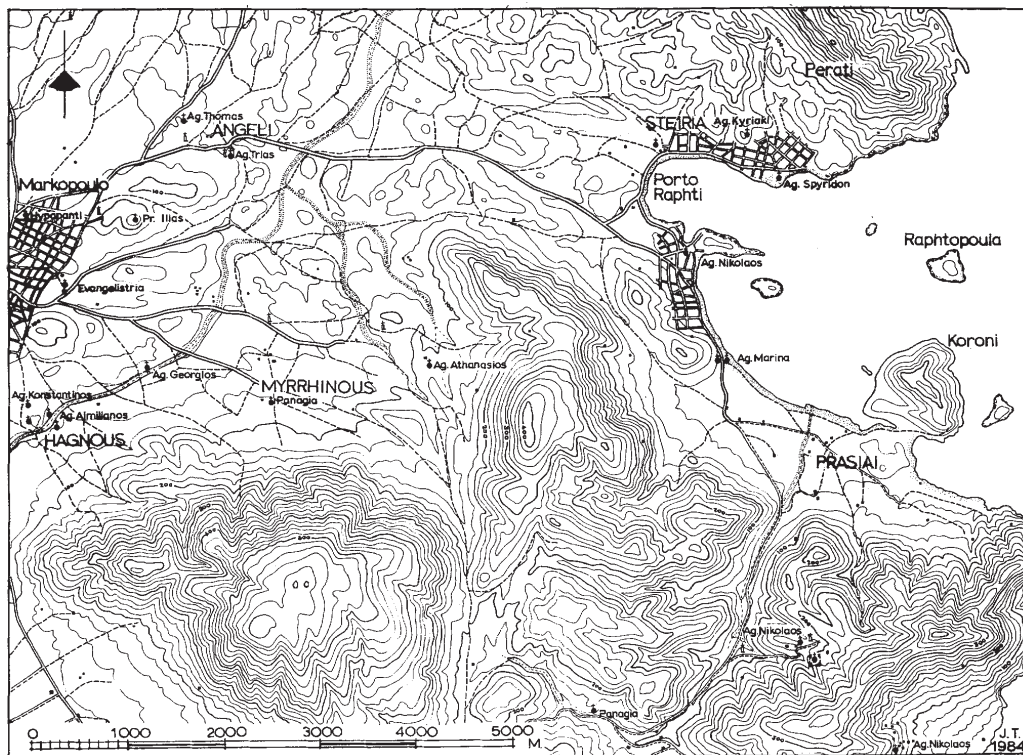 Perati
Ag. Thomas
ANGELI
STEIRIA
Ag. Kyriaki
Ag. Trias
Markopoulo
Porto
Raphti
Ag. Spyridon
Ypapanti
Pr. Ilias
Raphtopoula
Ag. Nikolaos
Evangelistria
Koroni
Ag. Marina
Ag. Athanasios
Ag. Georgios
MYRRHINOUS
Ag. Konstantinos
Panagia
Ag. Aimilianos
HAGNOUS
PRASIAI
Ag. Nikolaos
Panagia
Ag. Nikolaos
0 1000 2000 3000 4000 5000
M.
J.T.
1984